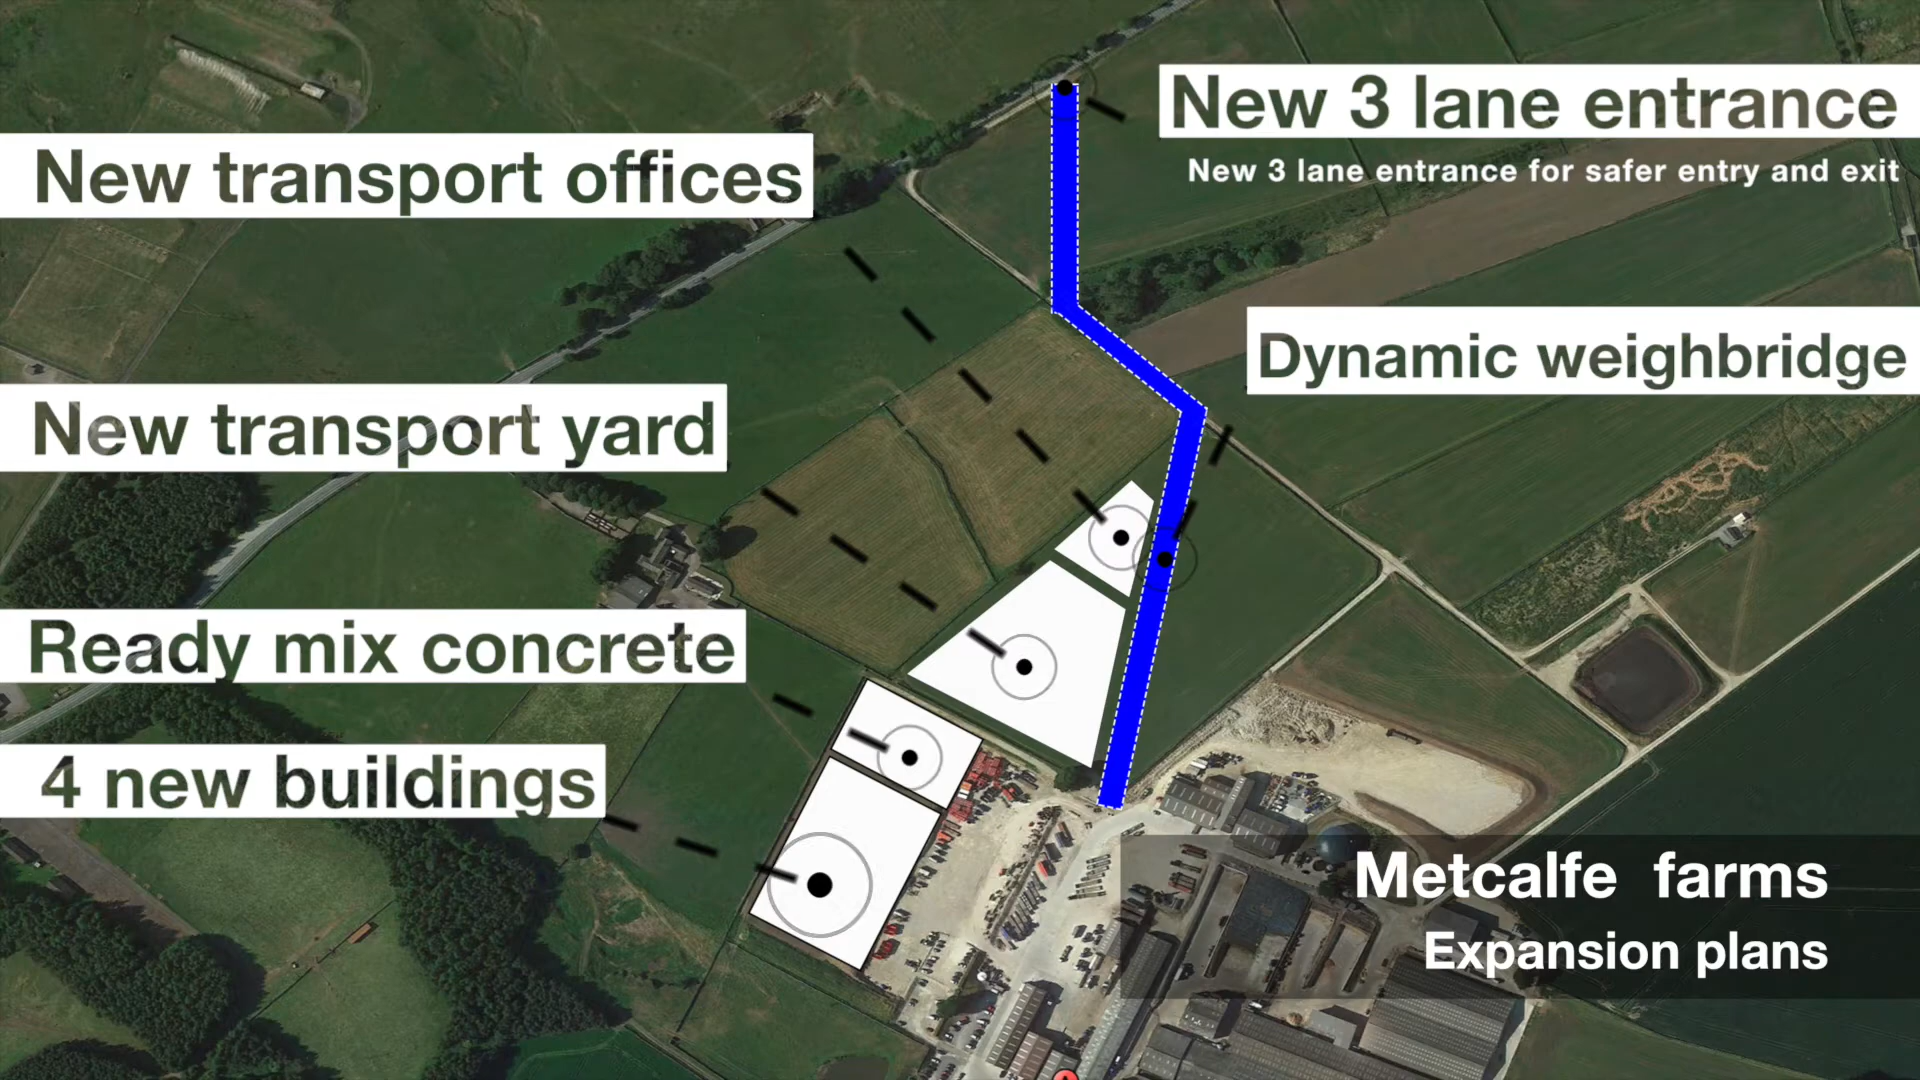 New 3 lane entrance
New 3 lane entrance for safer entry and exit
New transport offices
Dynamic weighbridge
New transport yard
Ready mix concrete
4 new buildings
Metcalfe farms
Expansion plans